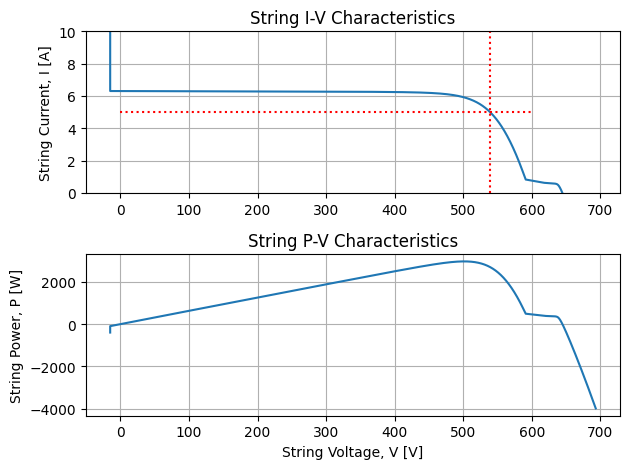 String I-V Characteristics
String Current, I [A]
10
8
6
4
2
0
0 100 200 300 400 500 600 700
String P-V Characteristics
String Power, P [W]
2000
0
−2000
−4000
0 100 200 300 400 500 600 700
String Voltage, V [V]